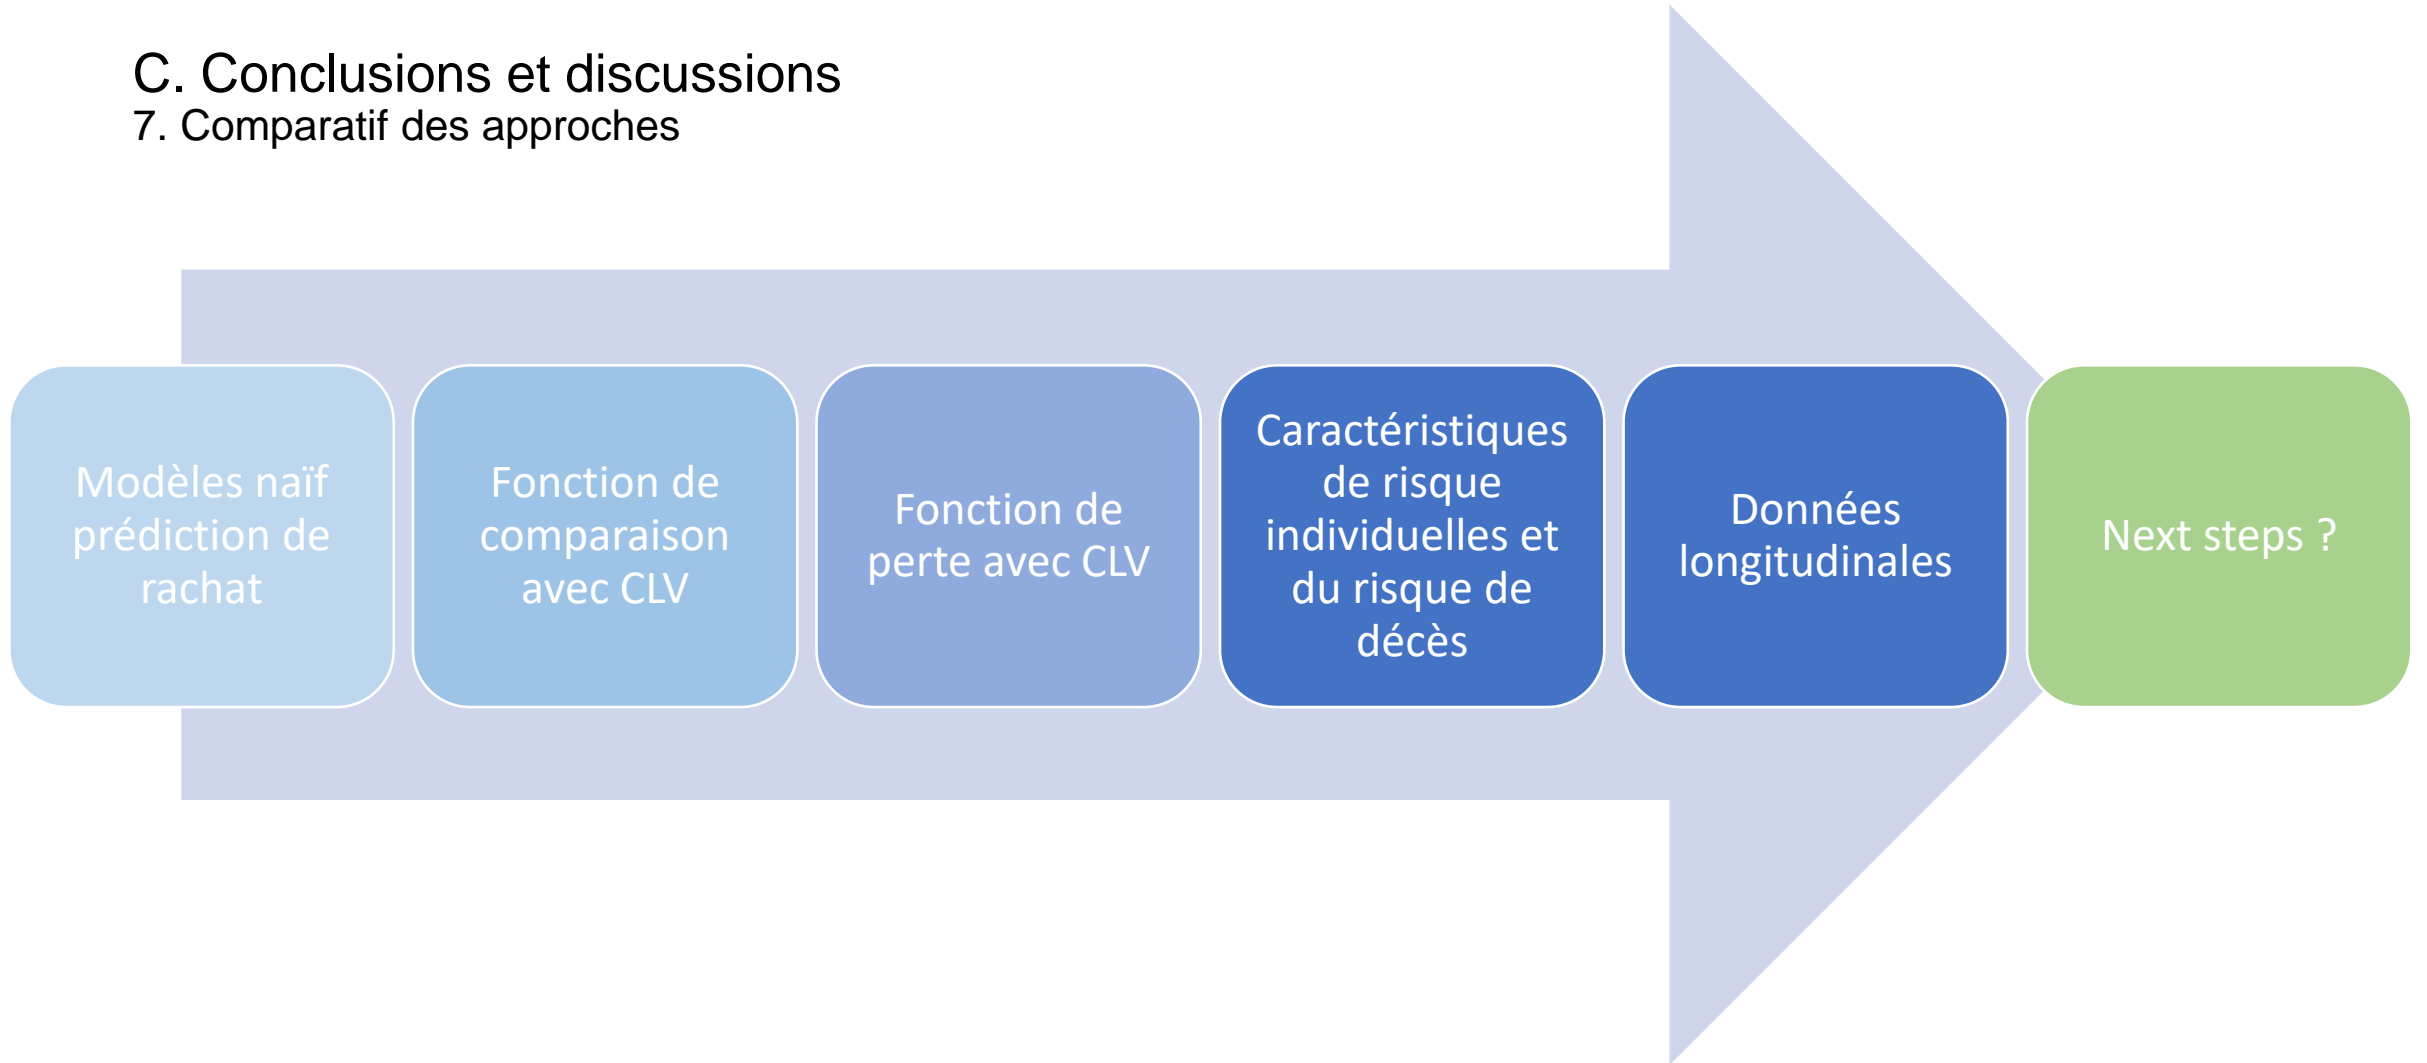 C. Conclusions et discussions
7. Comparatif des approches
Modèles naïf
prédiction de
rachat
Fonction de
comparaison
avec CLV
Fonction de
perte avec CLV
Caractéristiques
de risque
individuelles et
du risque de
décès
Données
longitudinales
Next steps ?